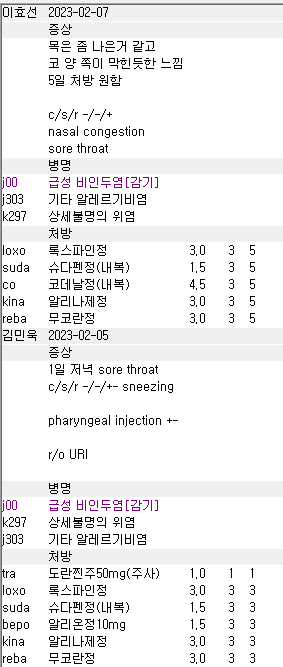 이효선 2023-02-07
증상
목은 좀 나은거 같고
코 양 쪽이 막힌듯한 느낌
5일 처방 원함
c/s/r -/-/+
nasal congestion
sore throat
병명
j00 급성 비인두염[감기]
j303 기타 알레르기비염
k297 상세불명의 위염
처방
loxo 록스파인정 3.0 3 5
suda 슈다펜정(내복) 1.5 3 5
co 코데날정(내복) 4.5 3 5
kina 알리나제정 3.0 3 5
reba 무코란정 3.0 3 5
김민욱 2023-02-05
증상
1일 저녁 sore throat
c/s/r -/-/+- sneezing
pharyngeal injection +-
r/o URI
병명
j00 급성 비인두염[감기]
k297 상세불명의 위염
j303 기타 알레르기비염
처방
tra 도란찐주50mg(주사) 1.0 1 1
loxo 록스파인정 3.0 3 3
suda 슈다펜정(내복) 1.5 3 3
bepo 알리온정10mg 1.5 3 3
kina 알리나제정 3.0 3 3
reba 무코란정 3.0 3 3